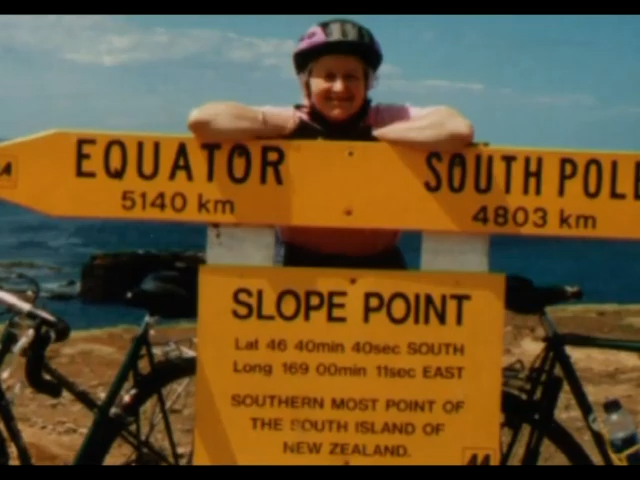 EQUATOR
5140 km
SOUTH POLE
4803 km
SLOPE POINT
Lat 46 40min 40sec SOUTH
Long 169 00min 11sec EAST
SOUTHERN MOST POINT OF
THE SOUTH ISLAND OF
NEW ZEALAND.
AA